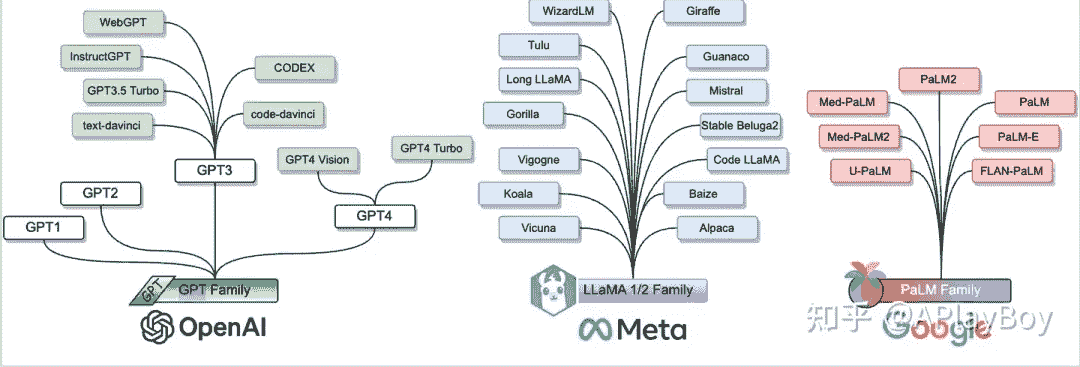 WebGPT
InstructGPT
CODEX
GPT3.5 Turbo
text-davinci
code-davinci
GPT3
GPT4 Vision
GPT4 Turbo
GPT2
GPT1
GPT4
GPT
GPT Family
OpenAI
WizardLM
Giraffe
Tulu
Guanaco
Long LLaMA
Mistral
Gorilla
Stable Beluga2
Vigogne
Code LLaMA
Koala
Baize
Vicuna
Alpaca
LLaMA 1/2 Family
Meta
PaLM2
Med-PaLM
PaLM
Med-PaLM2
PaLM-E
U-PaLM
FLAN-PaLM
PaLM Family
Google
知乎 @APlayBoy